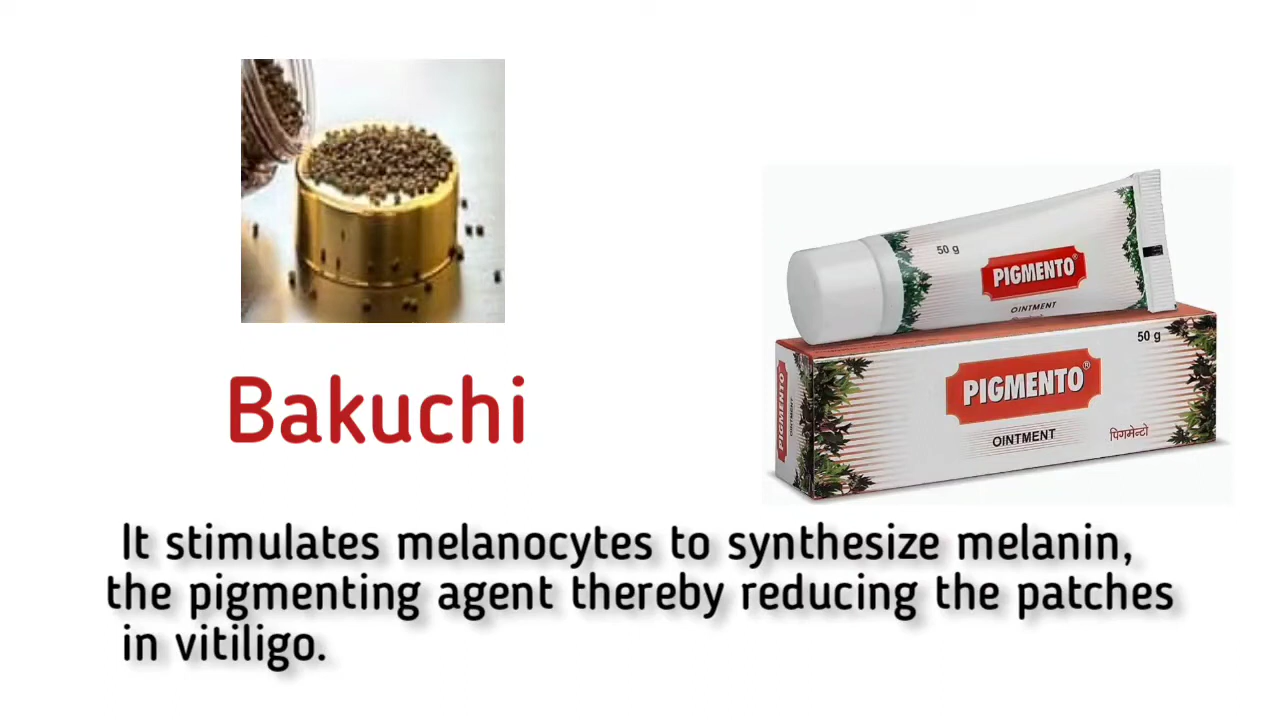 50 g
PIGMENTO
OINTMENT
50 g
PIGMENTO®
OINTMENT
पिगमेन्टो
PIGMENTO
OINTMENT
Bakuchi
It stimulates melanocytes to synthesize melanin,
the pigmenting agent thereby reducing the patches
in vitiligo.